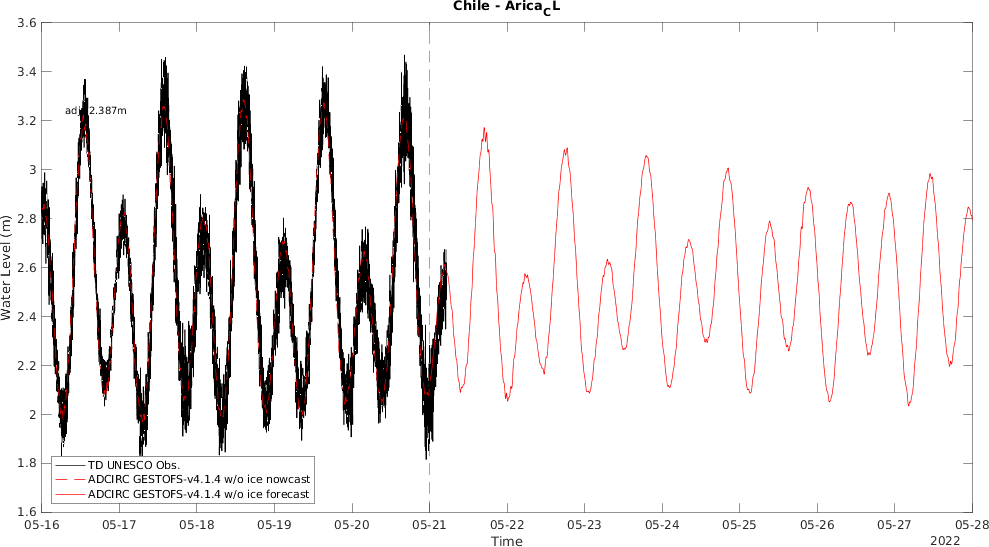 Chile - Arica_CL
3.6
3.4
3.2
3
2.8
2.6
2.4
2.2
2
1.8
1.6
Water Level (m)
2.387m
TD UNESCO Obs.
ADCIRC GESTOFS-v4.1.4 w/o ice nowcast
ADCIRC GESTOFS-v4.1.4 w/o ice forecast
05-16 05-17 05-18 05-19 05-20 05-21 05-22 05-23 05-24 05-25 05-26 05-27 05-28
Time
2022